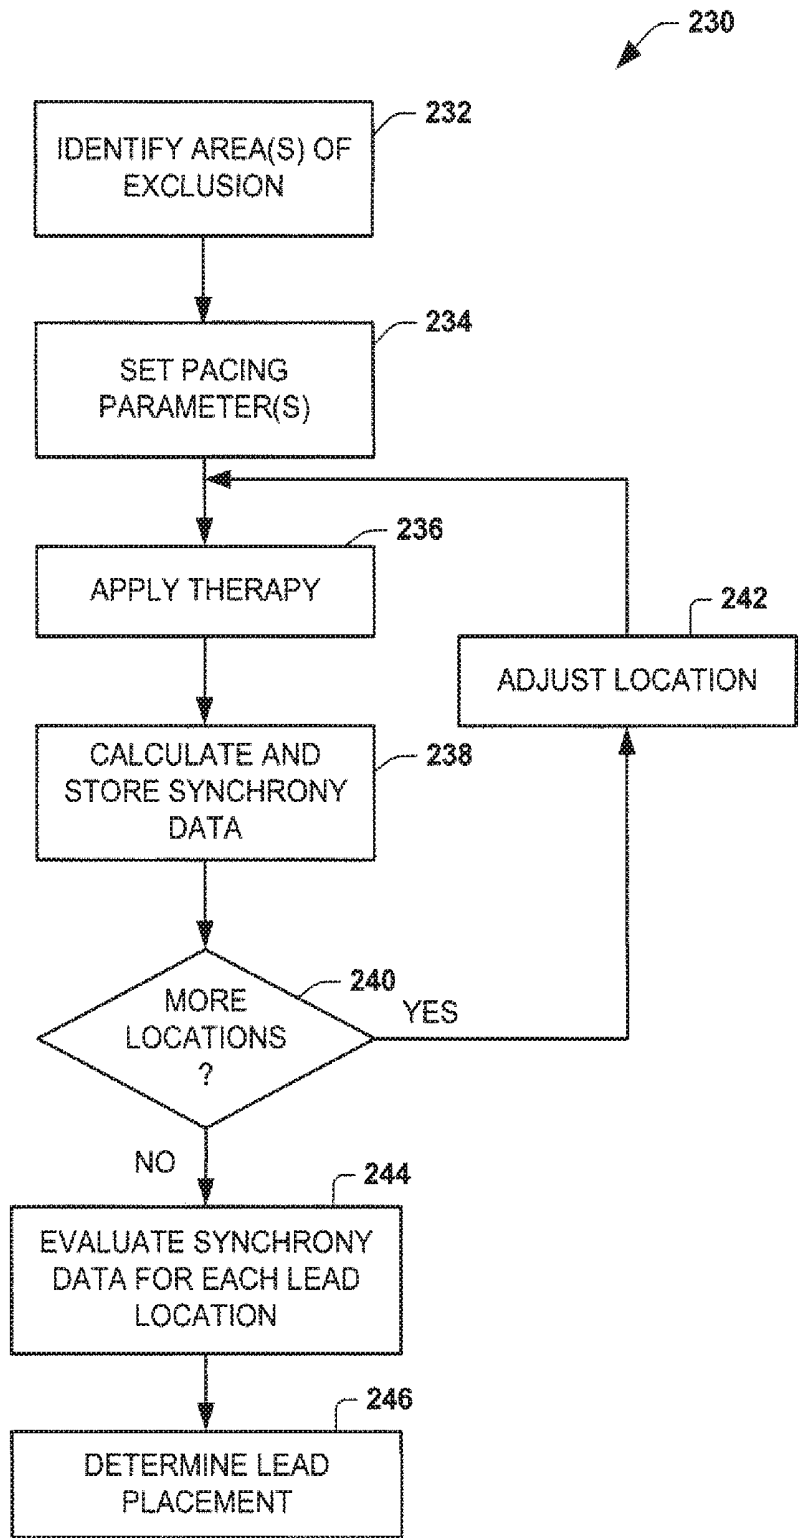 230
232
IDENTIFY AREA(S) OF
EXCLUSION
234
SET PACING
PARAMETER(S)
236
APPLY THERAPY
242
ADJUST LOCATION
238
CALCULATE AND
STORE SYNCHRONY
DATA
240
MORE
LOCATIONS
?
YES
NO
244
EVALUATE SYNCHRONY
DATA FOR EACH LEAD
LOCATION
246
DETERMINE LEAD
PLACEMENT